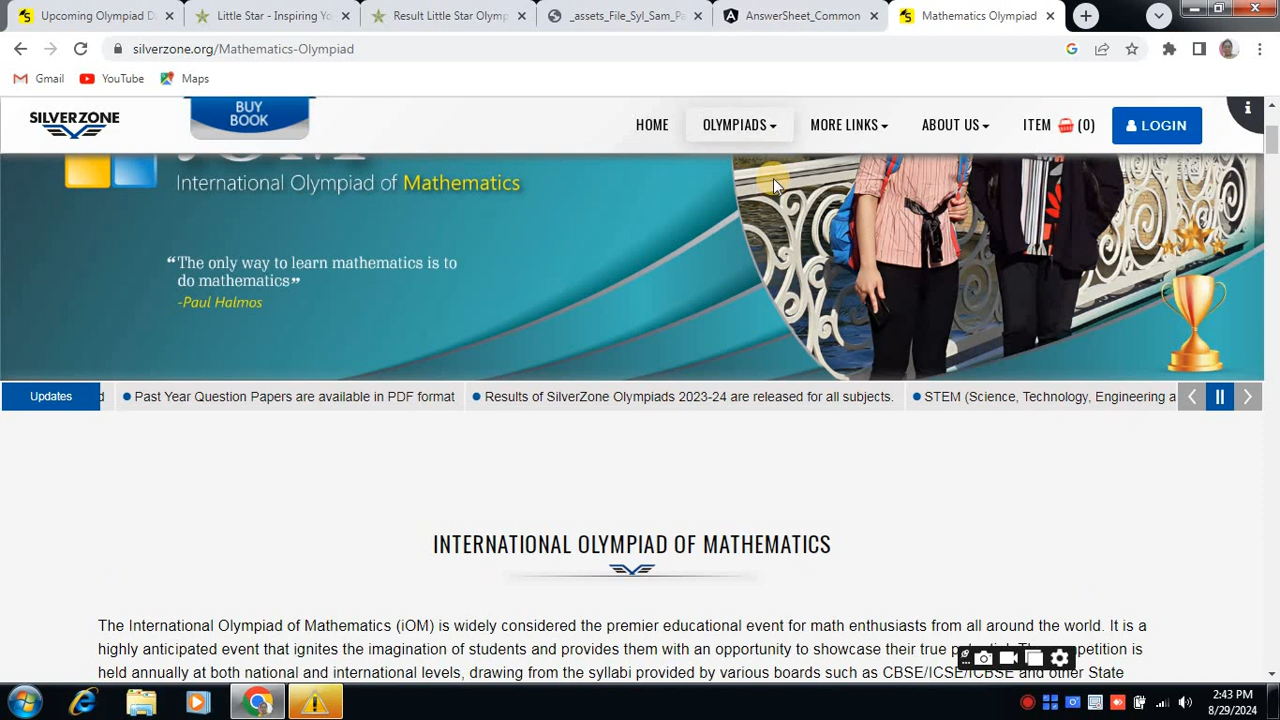 Upcoming Olympiad D
Little Star - Inspiring Yo
Result Little Star Olymp
_assets_File_Syl_Sam_Pa
AnswerSheet_Common
Mathematics Olympiad
silverzone.org/Mathematics-Olympiad
Gmail
YouTube
Maps
SILVERZONE
BUY
BOOK
HOME
OLYMPIADS
MORE LINKS
ABOUT US
ITEM (0)
LOGIN
International Olympiad of Mathematics
“The only way to learn mathematics is to
do mathematics”
-Paul Halmos
Updates
Past Year Question Papers are available in PDF format
Results of SilverZone Olympiads 2023-24 are released for all subjects.
STEM (Science, Technology, Engineering a
INTERNATIONAL OLYMPIAD OF MATHEMATICS
The International Olympiad of Mathematics (iOM) is widely considered the premier educational event for math enthusiasts from all around the world. It is a
highly anticipated event that ignites the imagination of students and provides them with an opportunity to showcase their true
held annually at both national and international levels, drawing from the syllabi provided by various boards such as CBSE/ICSE/CBSE and other State
2:43 PM
8/29/2024